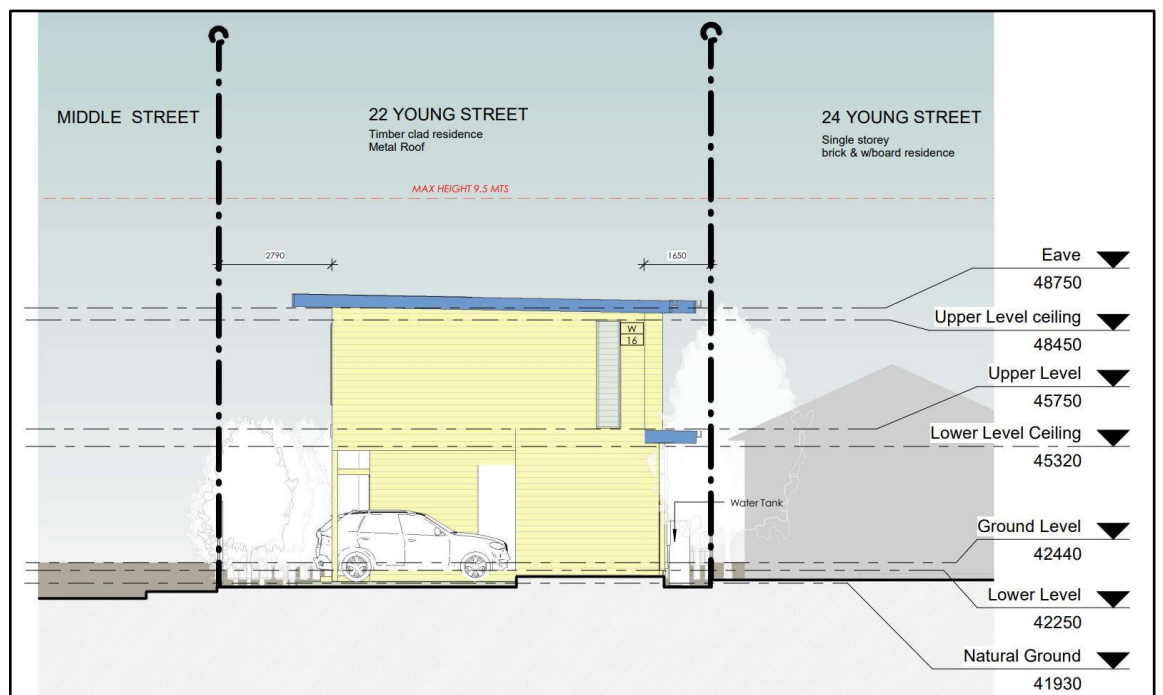 MIDDLE STREET
22 YOUNG STREET
Timber clad residence
Metal Roof
24 YOUNG STREET
Single storey
brick & w/board residence
MAX HEIGHT 9.5 MTS
2790
1650
Eave
48750
Upper Level ceiling
48450
W
16
Upper Level
45750
Lower Level Ceiling
45320
Water Tank
Ground Level
42440
Lower Level
42250
Natural Ground
41930